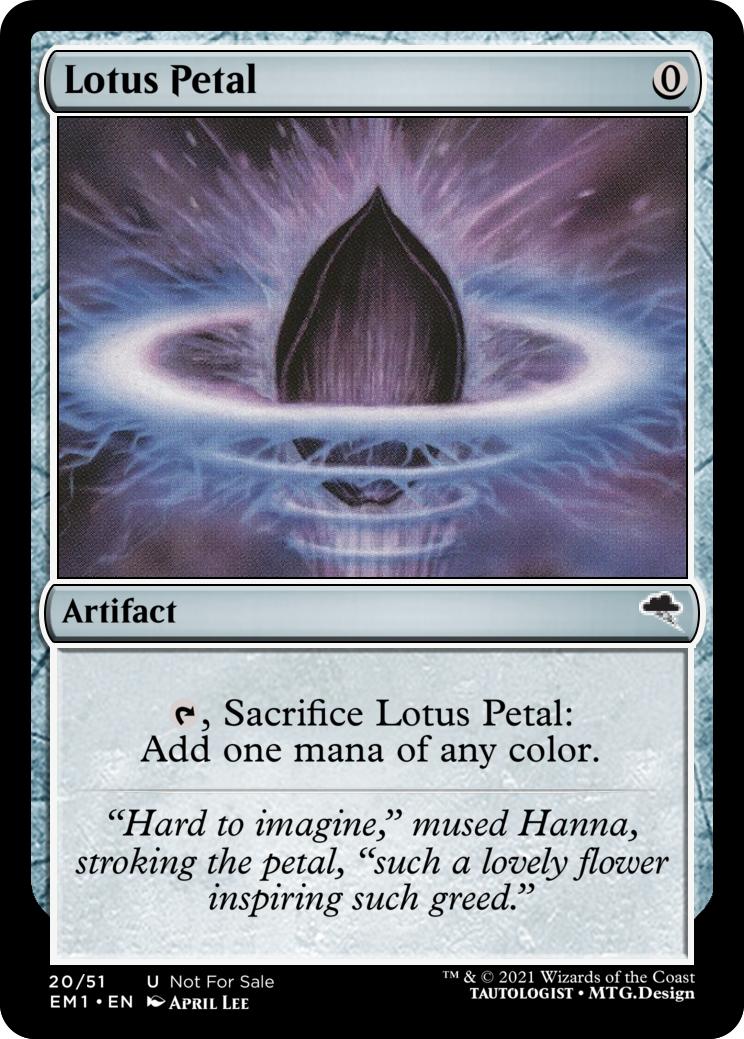 Lotus Petal 0
Artifact
, Sacrifice Lotus Petal:
Add one mana of any color.
“Hard to imagine,” mused Hanna,
stroking the petal, “such a lovely flower
inspiring such greed.”
20/51 U Not For Sale
™ & © 2021 Wizards of the Coast
EM1 • EN April Lee
TAUTOLOGIST • MTG.Design